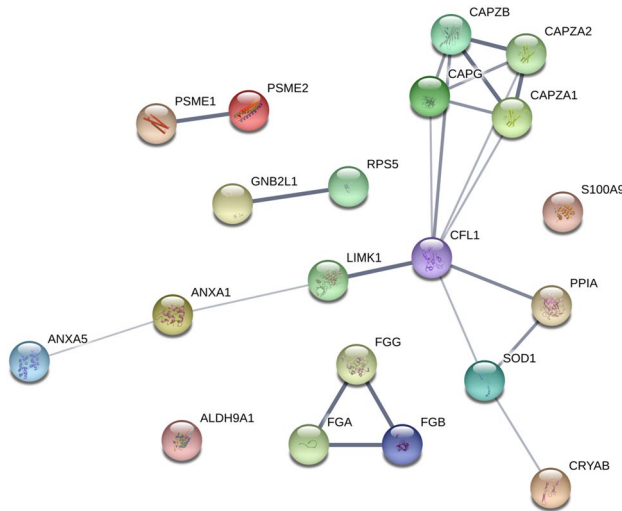 CAPZB
CAPZA2
CAPG
CAPZA1
PSME2
PSME1
RPS5
GNB2L1
S100A9
CFL1
LIMK1
PPIA
ANXA1
ANXA5
FGG
SOD1
ALDH9A1
FGA
FGB
CRYAB